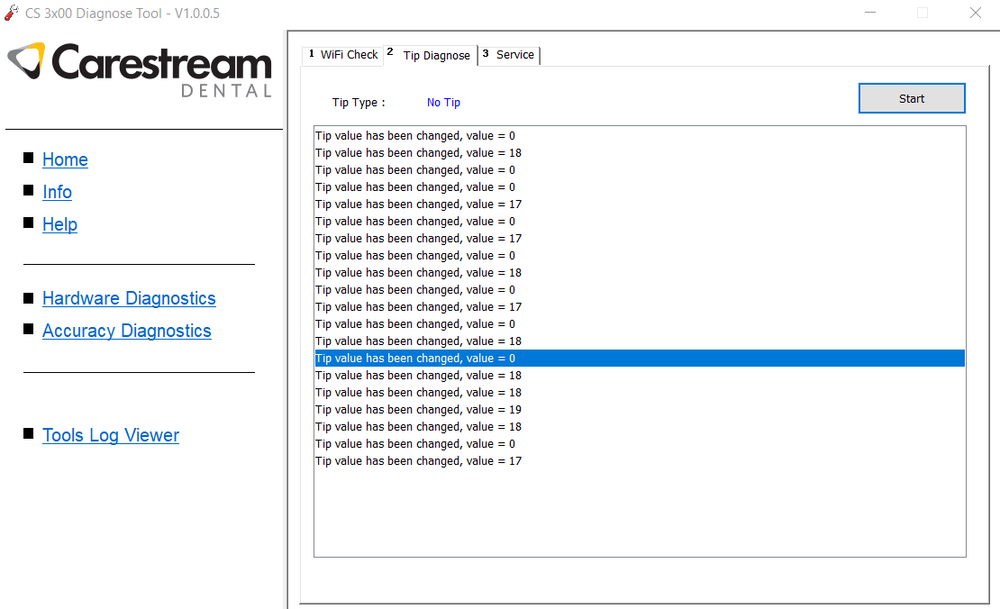 CS 3x00 Diagnose Tool - V1.0.0.5
Carestream
DENTAL
Home
Info
Help
Hardware Diagnostics
Accuracy Diagnostics
Tools Log Viewer
1 WiFi Check 2 Tip Diagnose 3 Service
Tip Type : No Tip Start
Tip value has been changed, value = 0
Tip value has been changed, value = 18
Tip value has been changed, value = 0
Tip value has been changed, value = 0
Tip value has been changed, value = 17
Tip value has been changed, value = 0
Tip value has been changed, value = 17
Tip value has been changed, value = 0
Tip value has been changed, value = 18
Tip value has been changed, value = 0
Tip value has been changed, value = 17
Tip value has been changed, value = 0
Tip value has been changed, value = 18
Tip value has been changed, value = 0
Tip value has been changed, value = 18
Tip value has been changed, value = 18
Tip value has been changed, value = 19
Tip value has been changed, value = 18
Tip value has been changed, value = 0
Tip value has been changed, value = 17